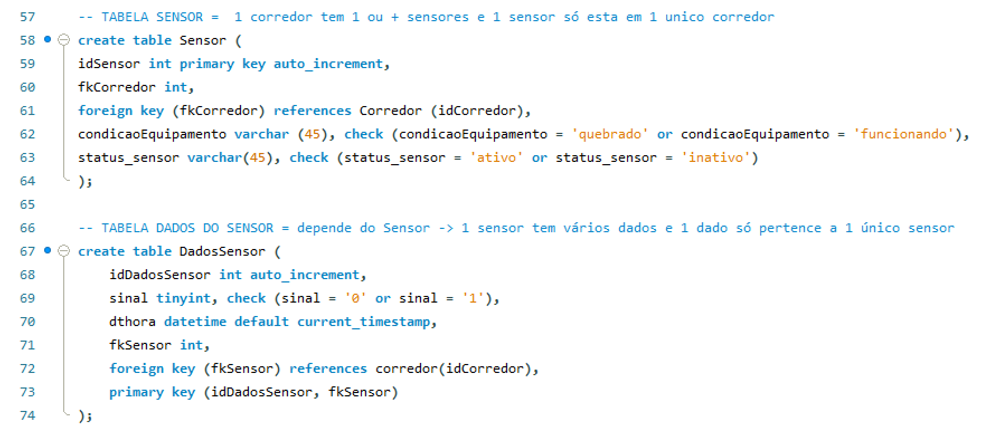 57 -- TABELA SENSOR =  1 corredor tem 1 ou + sensores e 1 sensor só esta em 1 unico corredor
58 create table Sensor (
59 idSensor int primary key auto_increment,
60 fkCorredor int,
61 foreign key (fkCorredor) references Corredor (idCorredor),
62 condicaoEquipamento varchar (45), check (condicaoEquipamento = 'quebrado' or condicaoEquipamento = 'funcionando'),
63 status_sensor varchar(45), check (status_sensor = 'ativo' or status_sensor = 'inativo')
64 );
65
66 -- TABELA DADOS DO SENSOR = depende do Sensor -> 1 sensor tem vários dados e 1 dado só pertence a 1 único sensor
67 create table DadosSensor (
68 idDadosSensor int auto_increment,
69 sinal tinyint, check (sinal = '0' or sinal = '1'),
70 dthora datetime default current_timestamp,
71 fkSensor int,
72 foreign key (fkSensor) references corredor(idCorredor),
73 primary key (idDadosSensor, fkSensor)
74 );